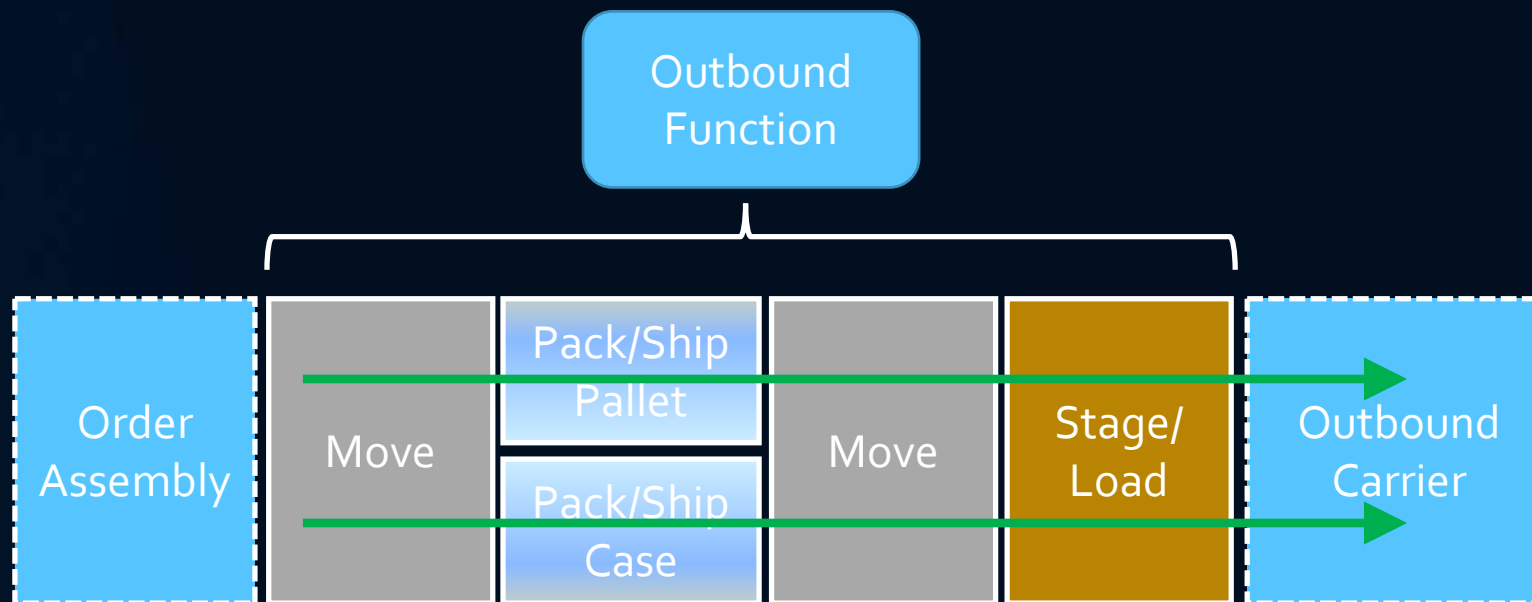 Outbound
Function
Order
Assembly
Move
Pack/Ship
Pallet
Pack/Ship
Case
Move
Stage/
Load
Outbound
Carrier